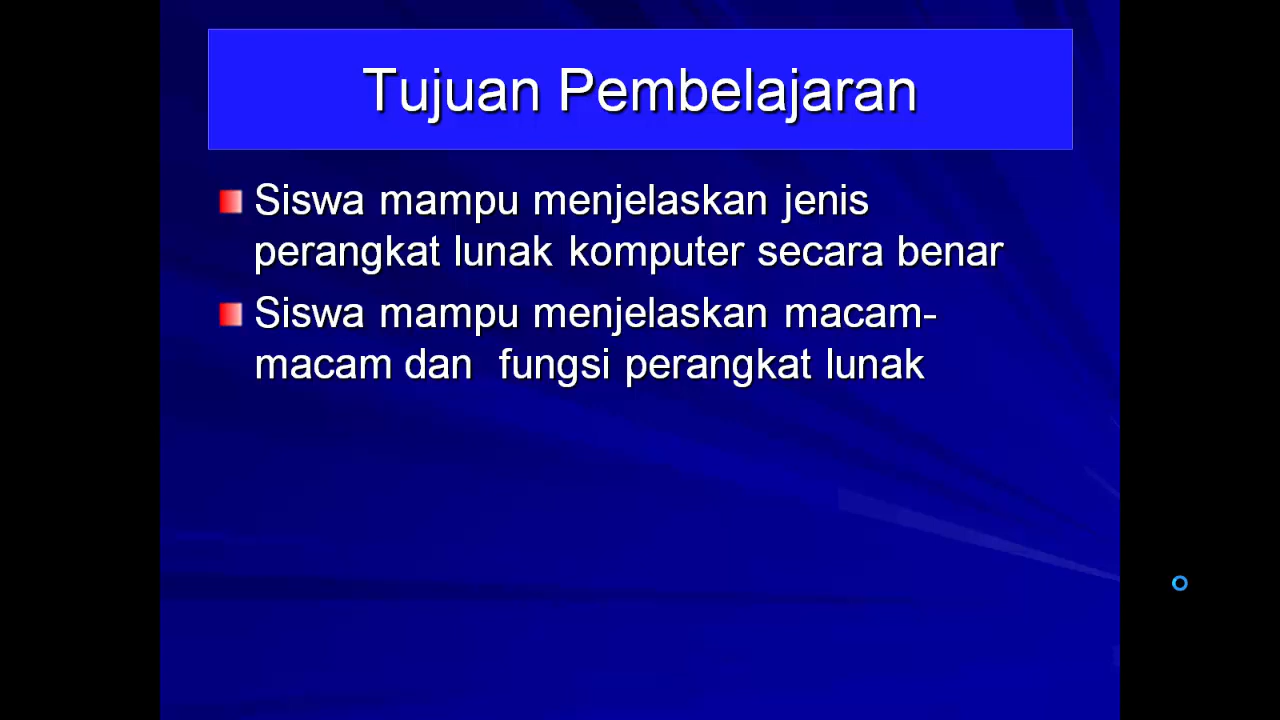 Tujuan Pembelajaran
Siswa mampu menjelaskan jenis
perangkat lunak komputer secara benar
Siswa mampu menjelaskan macam-
macam dan  fungsi perangkat lunak